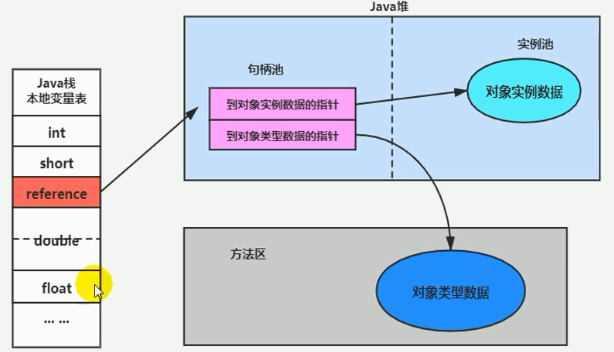 Java堆
Java栈
本地变量表
int
short
reference
double
float
... ...
句柄池
到对象实例数据的指针
到对象类型数据的指针
实例池
对象实例数据
方法区
对象类型数据